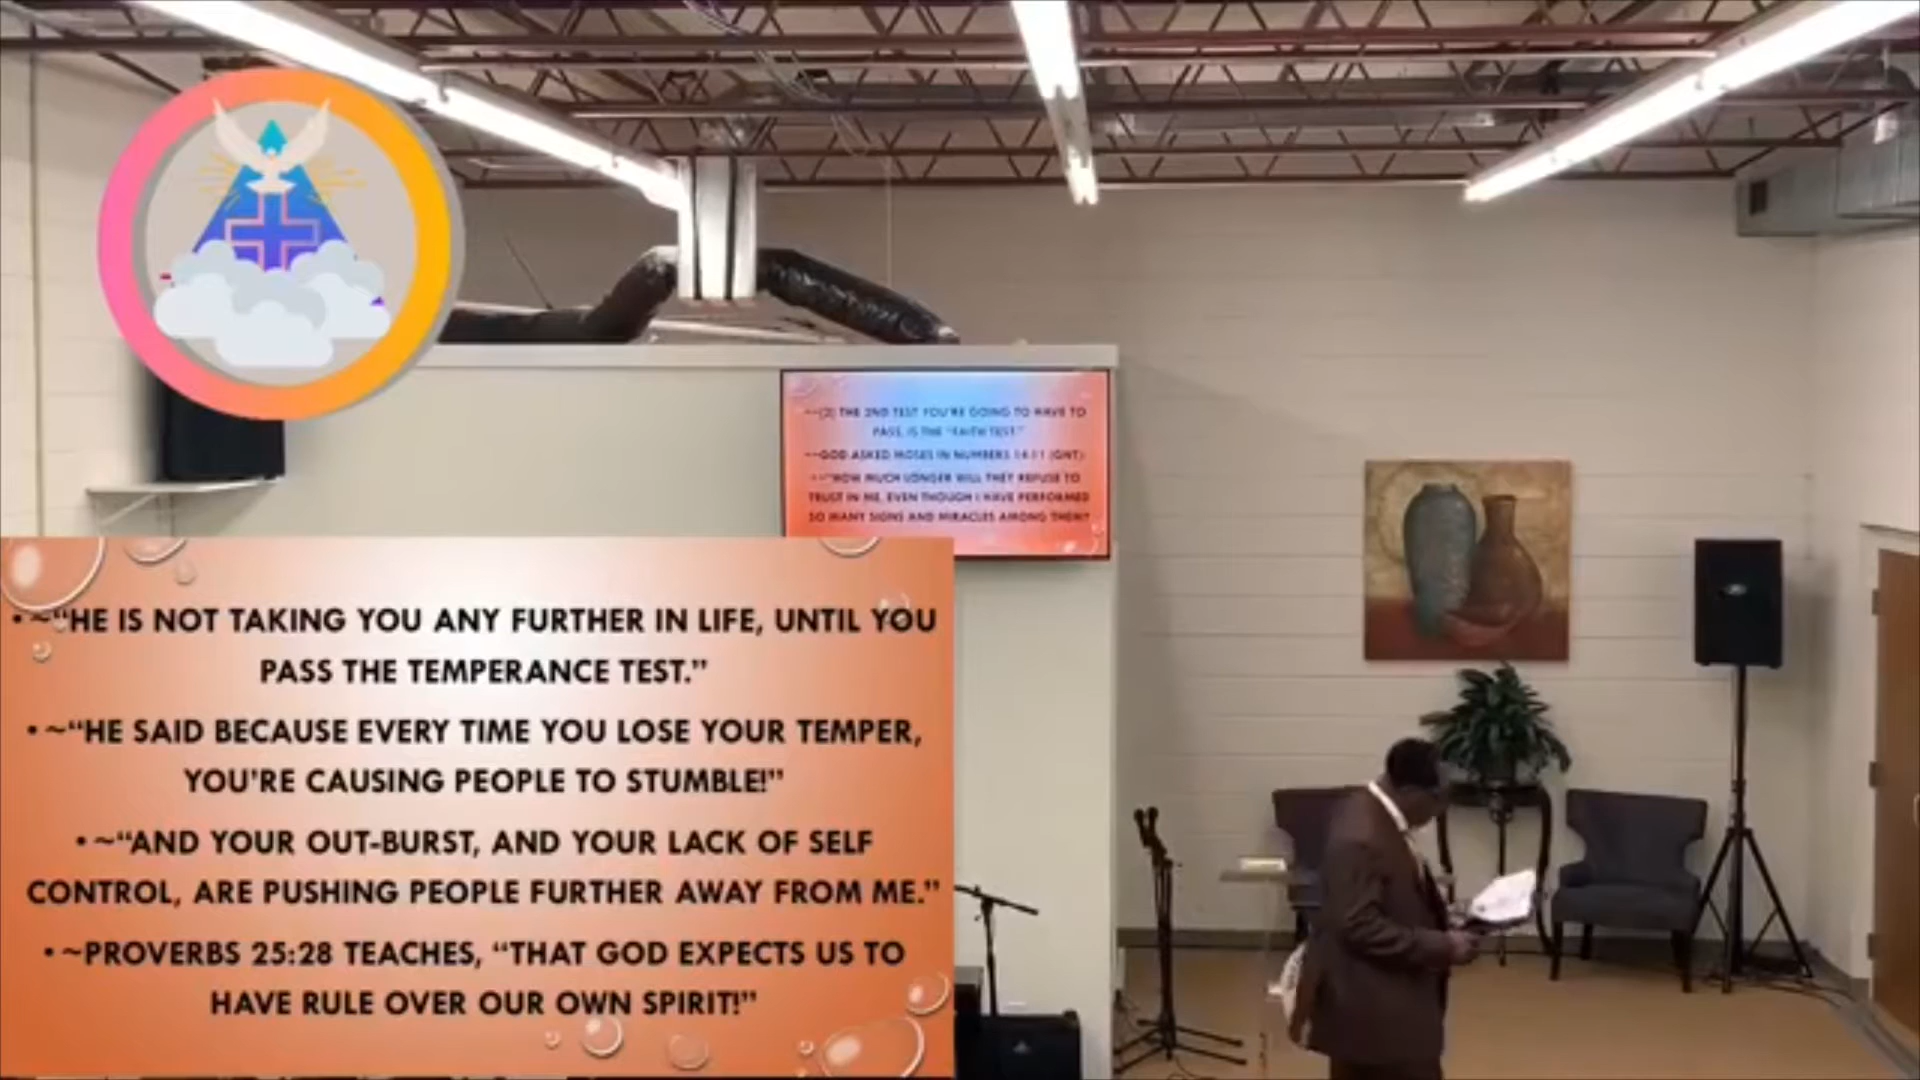 ~(2) THE 2ND TEST YOU'RE GOING TO HAVE TO
PASS, IS THE "FAITH TEST."
~GOD ASKED MOSES IN NUMBERS 14:11 (GNT)
~"HOW MUCH LONGER WILL THEY REFUSE TO
TRUST IN ME, EVEN THOUGH I HAVE PERFORMED
SO MANY SIGNS AND MIRACLES AMONG THEM?
• ~“HE IS NOT TAKING YOU ANY FURTHER IN LIFE, UNTIL YOU
PASS THE TEMPERANCE TEST.”
• ~“HE SAID BECAUSE EVERY TIME YOU LOSE YOUR TEMPER,
YOU’RE CAUSING PEOPLE TO STUMBLE!”
• ~“AND YOUR OUT-BURST, AND YOUR LACK OF SELF
CONTROL, ARE PUSHING PEOPLE FURTHER AWAY FROM ME.”
• ~PROVERBS 25:28 TEACHES, “THAT GOD EXPECTS US TO
HAVE RULE OVER OUR OWN SPIRIT!”